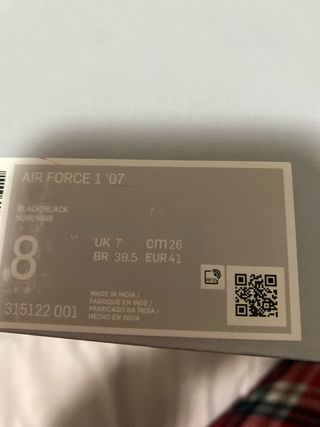 AIR FORCE 1 '07
BLACK/BLACK
NOIR/NOIR
8
UK 7 cm 26
BR 39.5 EUR 41
MADE IN INDIA /
FABRIQUE EN INDE /
FABRICADO NA ÍNDIA /
HECHO EN INDIA
RFID
315122 001